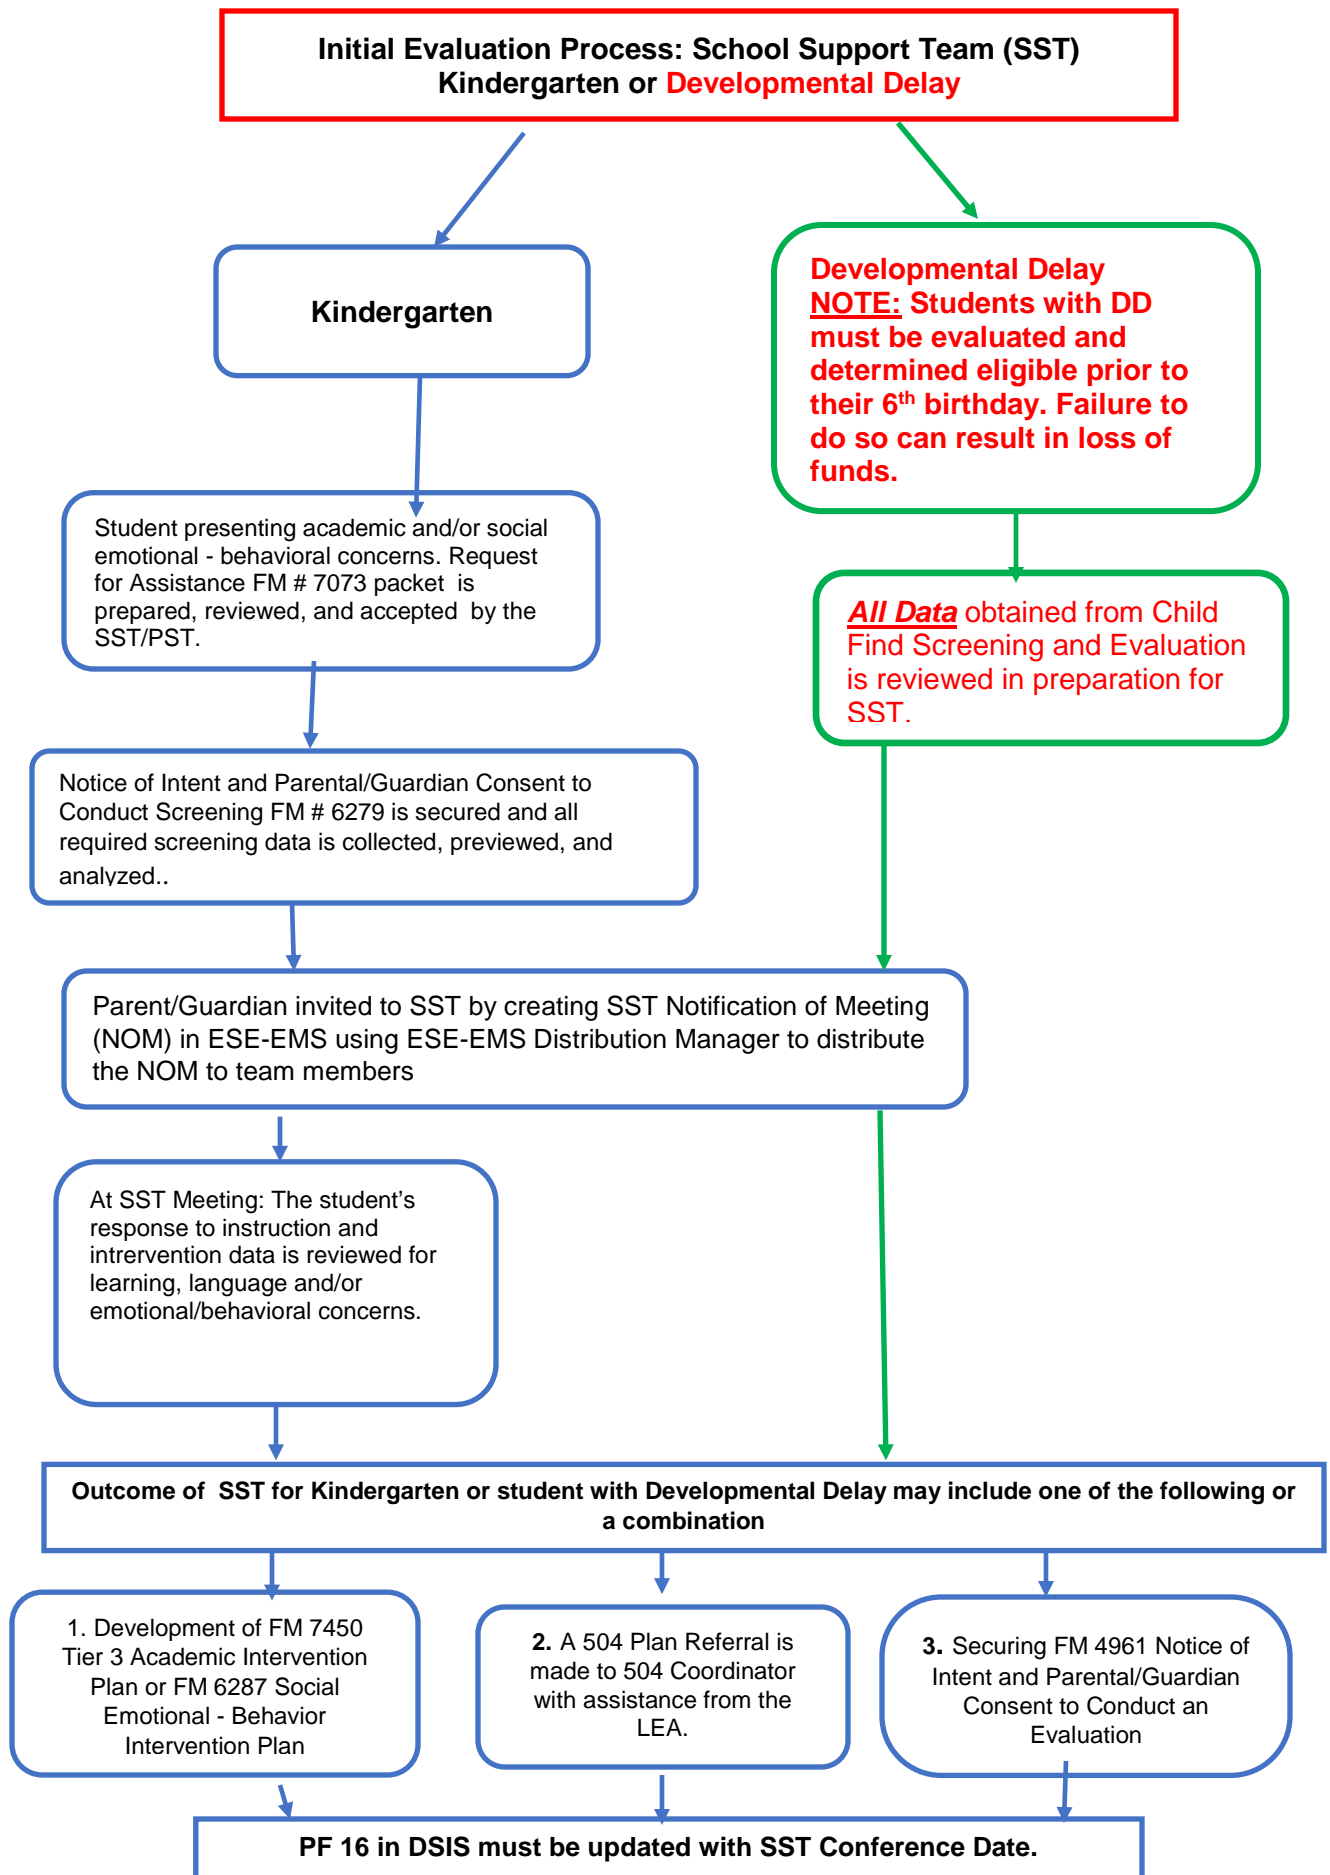 Initial Evaluation Process: School Support Team (SST)
Kindergarten or Developmental Delay
Kindergarten
Developmental Delay
NOTE: Students with DD
must be evaluated and
determined eligible prior to
their 6th birthday. Failure to
do so can result in loss of
funds.
Student presenting academic and/or social
emotional - behavioral concerns. Request
for Assistance FM # 7073 packet  is
prepared, reviewed, and accepted  by the
SST/PST.
All Data obtained from Child
Find Screening and Evaluation
is reviewed in preparation for
SST.
Notice of Intent and Parental/Guardian Consent to
Conduct Screening FM # 6279 is secured and all
required screening data is collected, previewed, and
analyzed..
Parent/Guardian invited to SST by creating SST Notification of Meeting
(NOM) in ESE-EMS using ESE-EMS Distribution Manager to distribute
the NOM to team members
At SST Meeting: The student’s
response to instruction and
intrervention data is reviewed for
learning, language and/or
emotional/behavioral concerns.
Outcome of  SST for Kindergarten or student with Developmental Delay may include one of the following or
a combination
1. Development of FM 7450
Tier 3 Academic Intervention
Plan or FM 6287 Social
Emotional - Behavior
Intervention Plan
2. A 504 Plan Referral is
made to 504 Coordinator
with assistance from the
LEA.
3. Securing FM 4961 Notice of
Intent and Parental/Guardian
Consent to Conduct an
Evaluation
PF 16 in DSIS must be updated with SST Conference Date.